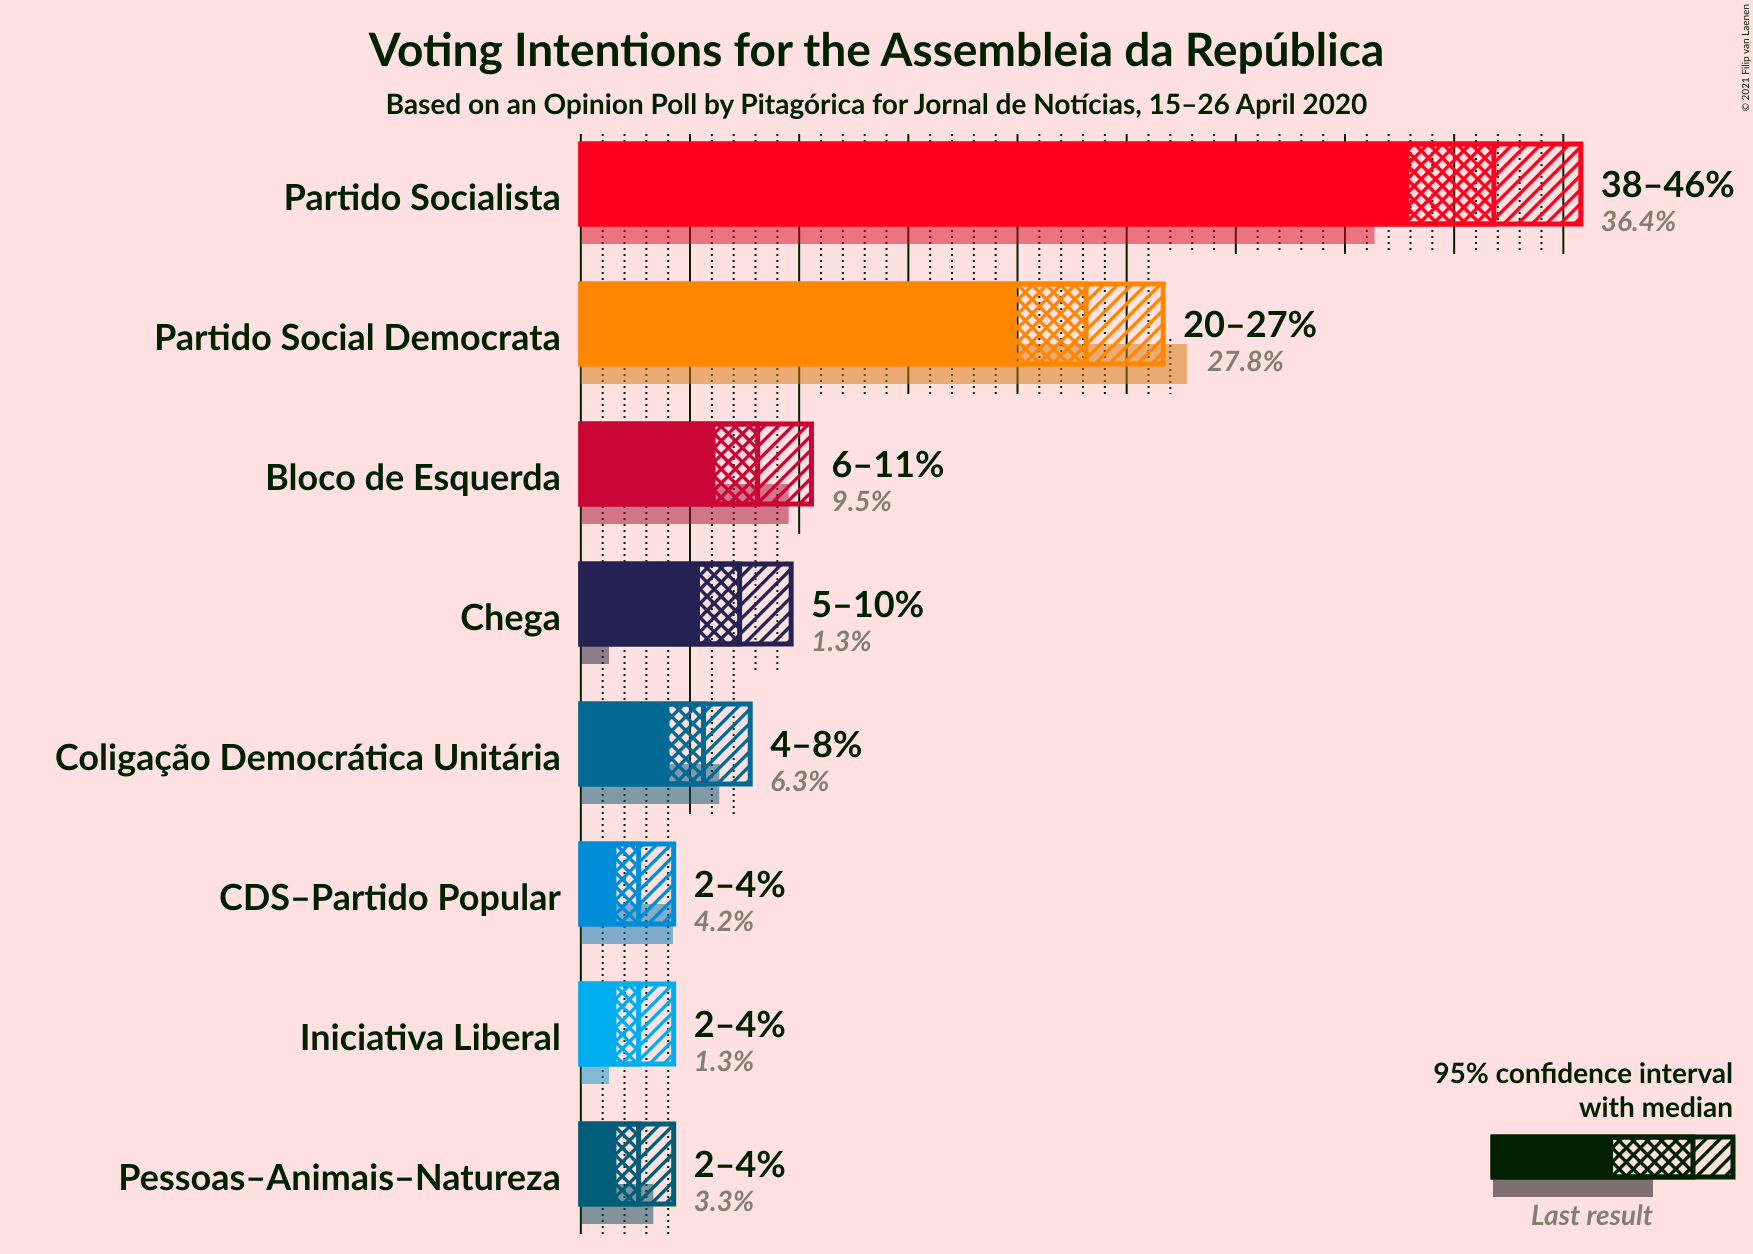 Voting Intentions for the Assembleia da República
Based on an Opinion Poll by Pitagórica for Jornal de Notícias, 15–26 April 2020
© 2021 Filip van Laenen
Partido Socialista
38–46%
36.4%
Partido Social Democrata
20–27%
27.8%
Bloco de Esquerda
6–11%
9.5%
Chega
5–10%
1.3%
Coligação Democrática Unitária
4–8%
6.3%
CDS–Partido Popular
2–4%
4.2%
Iniciativa Liberal
2–4%
1.3%
Pessoas–Animais–Natureza
2–4%
3.3%
95% confidence interval
with median
Last result